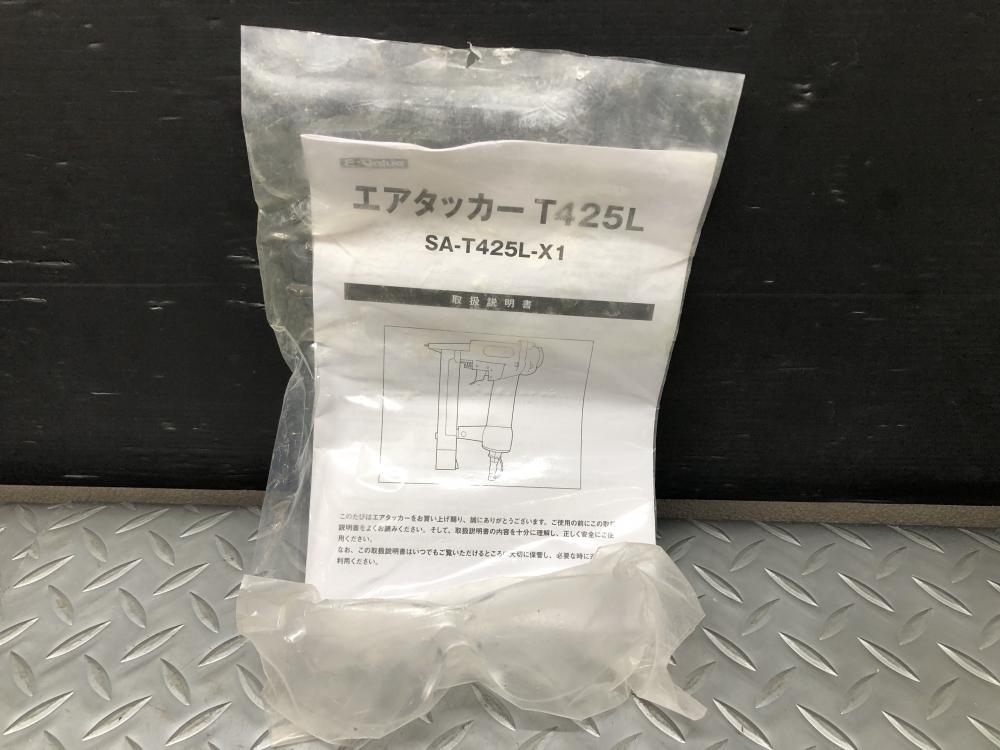 E-Value
エアタッカー T425L
SA-T425L-X1
取扱説明書
このたびはエアタッカーをお買い上げ賜り、誠にありがとうございます。ご使用の前にこの取扱
説明書をよくお読みください。そして、取扱説明書の内容を十分に理解し、正しく安全にご使
用ください。
なお、この取扱説明書はいつでもご覧いただけるところに大切に保管し、必要な時に
利用ください。